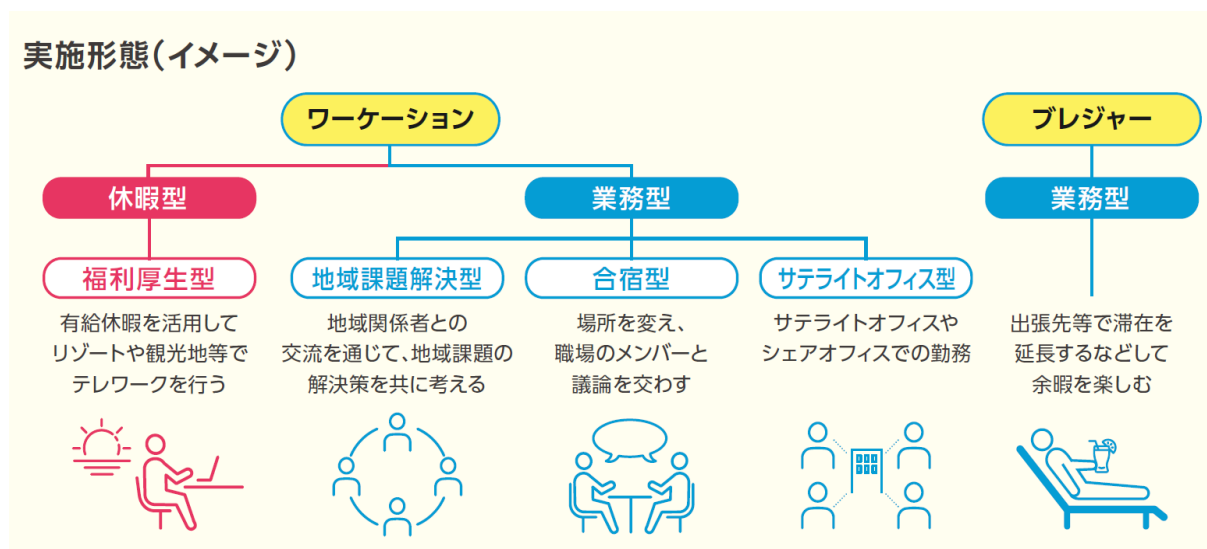 実施形態（イメージ）
ワーケーション
ブレジャー
休暇型
業務型
業務型
福利厚生型
地域課題解決型
合宿型
サテライトオフィス型
有給休暇を活用して
リゾートや観光地等で
テレワークを行う
地域関係者との
交流を通じて、地域課題の
解決策を共に考える
場所を変え、
職場のメンバーと
議論を交わす
サテライトオフィスや
シェアオフィスでの勤務
出張先等で滞在を
延長するなどして
余暇を楽しむ